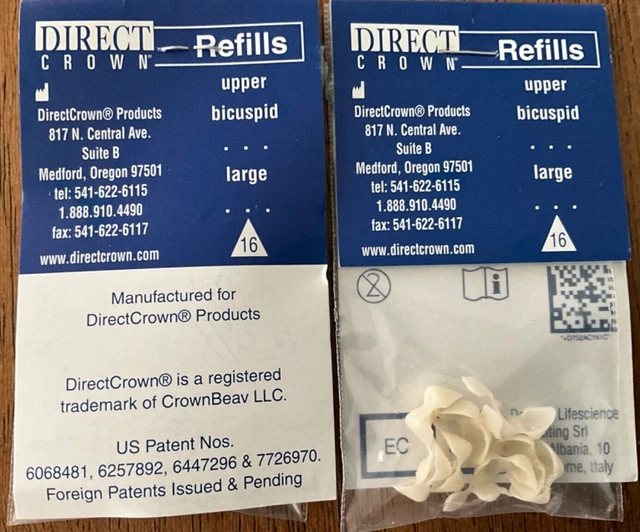 DIRECT
CROWN®
Refills
upper
bicuspid
. . .
large
. . .
16
DirectCrown® Products
817 N. Central Ave.
Suite B
Medford, Oregon 97501
tel: 541-622-6115
1.888.910.4490
fax: 541-622-6117
www.directcrown.com
Manufactured for
DirectCrown® Products
DirectCrown® is a registered
trademark of CrownBeav LLC.
US Patent Nos.
6068481, 6257892, 6447296 & 7726970.
Foreign Patents Issued & Pending
DIRECT
CROWN®
Refills
upper
bicuspid
. . .
large
. . .
16
DirectCrown® Products
817 N. Central Ave.
Suite B
Medford, Oregon 97501
tel: 541-622-6115
1.888.910.4490
fax: 541-622-6117
www.directcrown.com
2
i
EC
Lifescience
Srl
Albania, 10
Italy